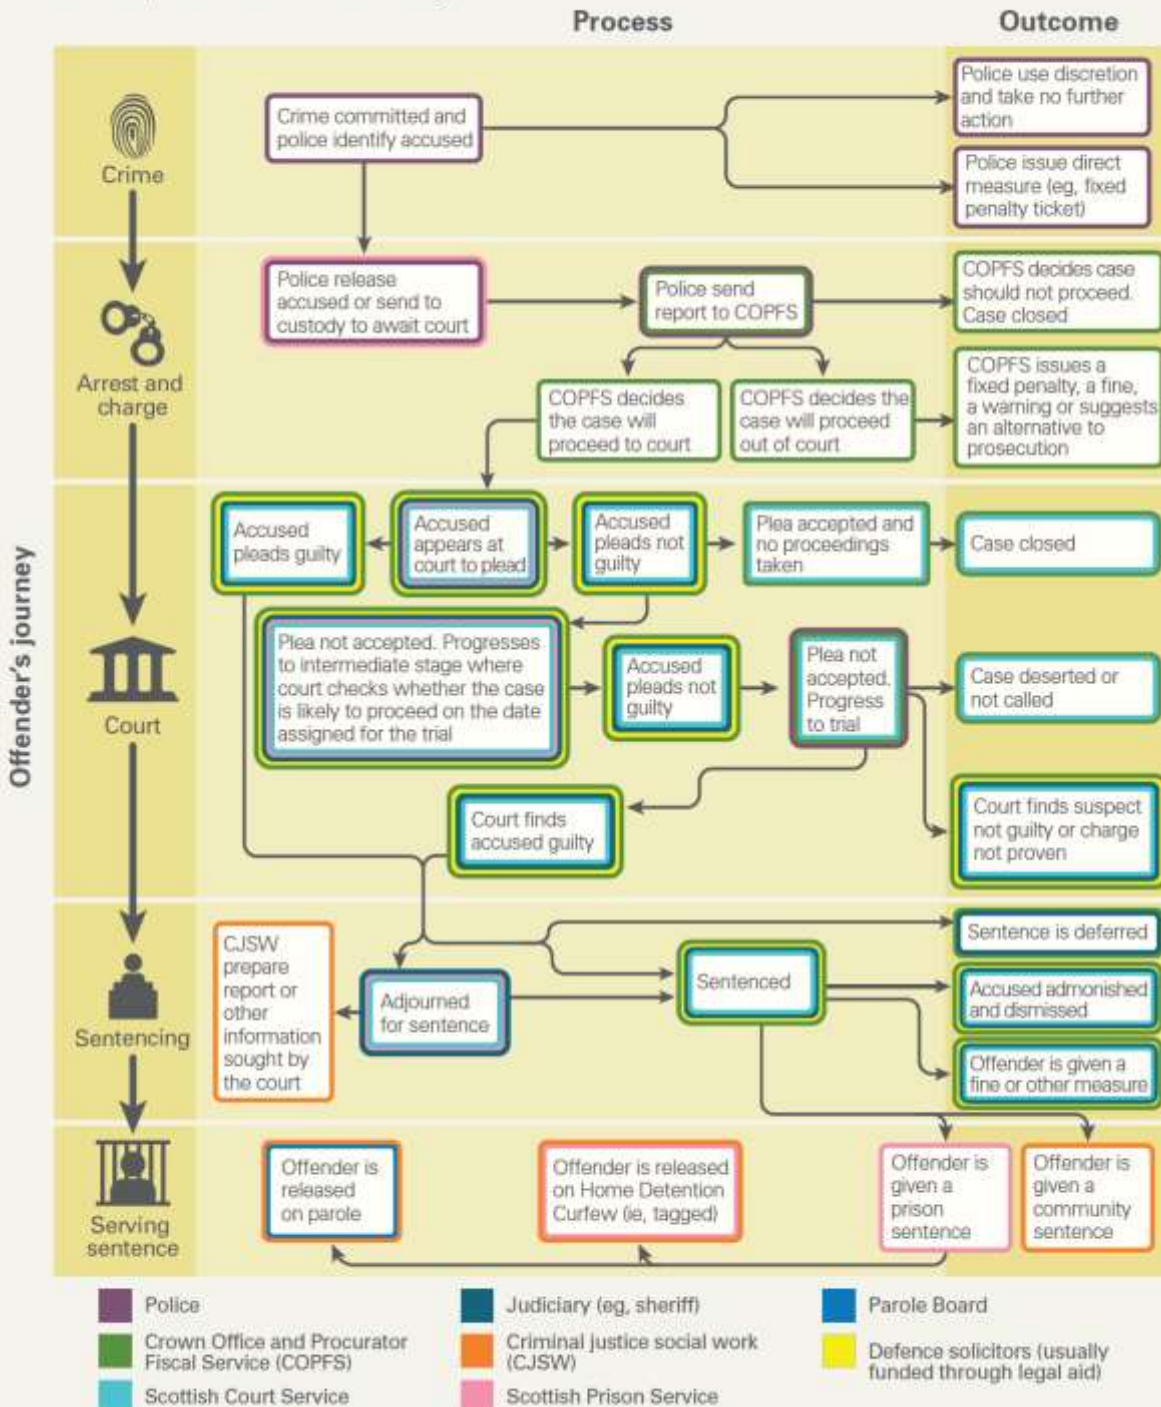 Process
Outcome
Offender's journey
Crime
Crime committed and
police identify accused
Police use discretion
and take no further
action
Police issue direct
measure (eg, fixed
penalty ticket)
Arrest and
charge
Police release
accused or send to
custody to await court
Police send
report to COPFS
COPFS decides case
should not proceed.
Case closed
COPFS decides
the case will
proceed to court
COPFS decides the
case will proceed
out of court
COPFS issues a
fixed penalty, a fine,
a warning or suggests
an alternative to
prosecution
Court
Accused
pleads guilty
Accused
appears at
court to plead
Accused
pleads not
guilty
Plea accepted and
no proceedings
taken
Case closed
Plea not accepted. Progresses
to intermediate stage where
court checks whether the case
is likely to proceed on the date
assigned for the trial
Accused
pleads not
guilty
Plea not
accepted.
Progress
to trial
Case deserted or
not called
Court finds
accused guilty
Court finds suspect
not guilty or charge
not proven
Sentencing
CJSW
prepare
report or
other
information
sought by
the court
Adjourned
for sentence
Sentenced
Sentence is deferred
Accused admonished
and dismissed
Offender is given a
fine or other measure
Serving
sentence
Offender is
released
on parole
Offender is released
on Home Detention
Curfew (ie, tagged)
Offender is
given a
prison
sentence
Offender is
given a
community
sentence
Police
Crown Office and Procurator
Fiscal Service (COPFS)
Scottish Court Service
Judiciary (eg, sheriff)
Criminal justice social work
(CJSW)
Scottish Prison Service
Parole Board
Defence solicitors (usually
funded through legal aid)